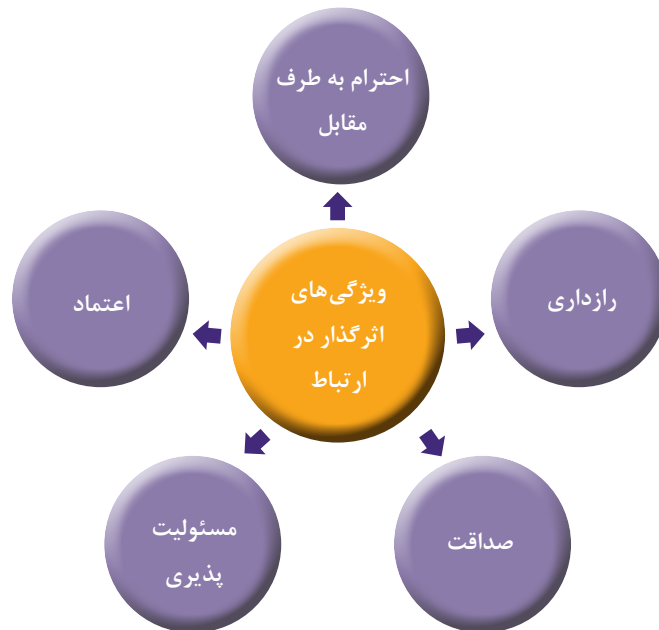 احترام به طرف
مقابل
رازداری
ویژگی‌های
اثرگذار در
ارتباط
اعتماد
صداقت
مسئولیت
پذیری